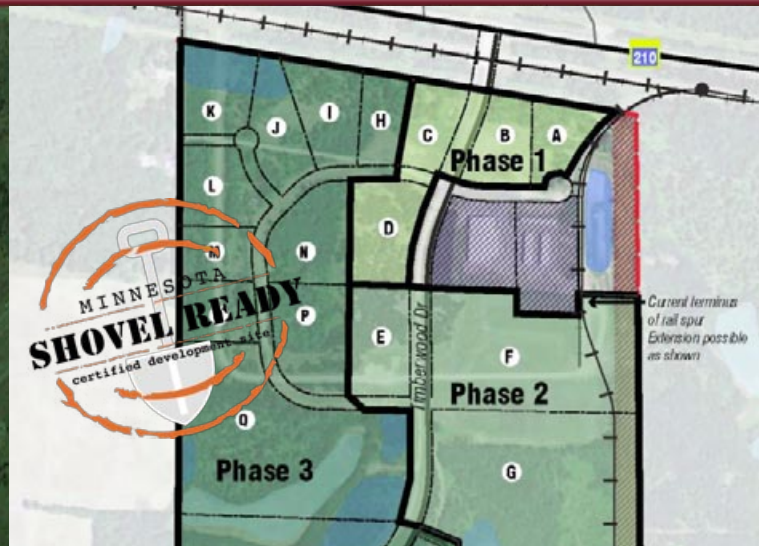 210
K
J
I
H
C
B
A
Phase 1
L
D
M
N
MINNESOTA
SHOVEL READY
certified development site
P
Current terminus
of rail spur
Extension possible
as shown
E
Timberwood Dr
F
Phase 2
Q
Phase 3
G